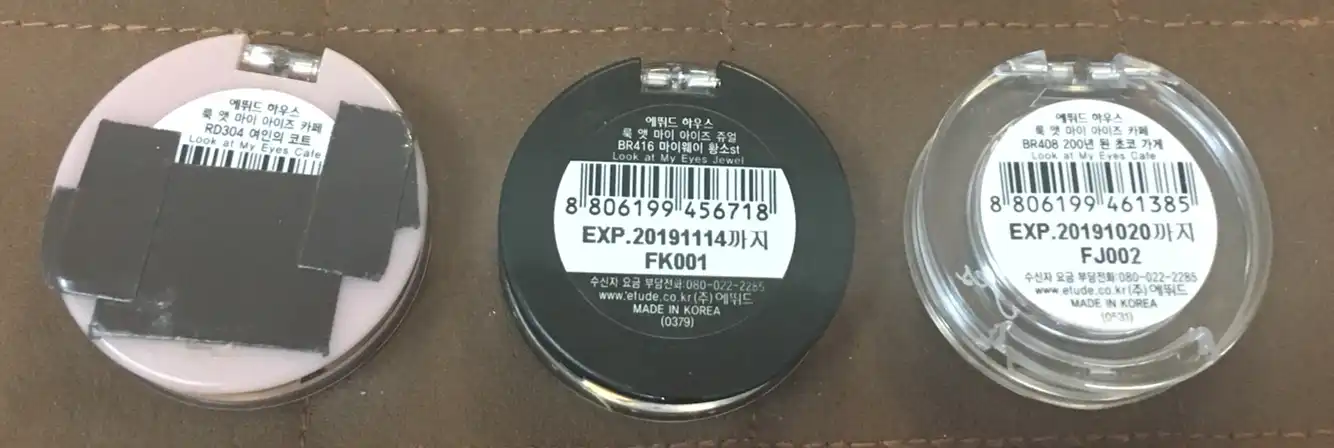 에뛰드 하우스
룩 앳 마이 아이즈 카페
RD304 여인의 코트
Look at My Eyes Cafe
에뛰드 하우스
룩 앳 마이 아이즈 쥬얼
BR416 마이웨이 황소st
Look at My Eyes Jewel
8 806199 456718
EXP.20191114까지
FK001
수신자 요금 부담전화:080-022-2285
www.etude.co.kr (주)에뛰드
MADE IN KOREA
(0379)
에뛰드 하우스
룩 앳 마이 아이즈 카페
BR408 200년 된 초코 가게
Look at My Eyes Cafe
8 806199 461385
EXP.20191020까지
FJ002
수신자 요금 부담전화:080-022-2285
www.etude.co.kr (주)에뛰드
MADE IN KOREA